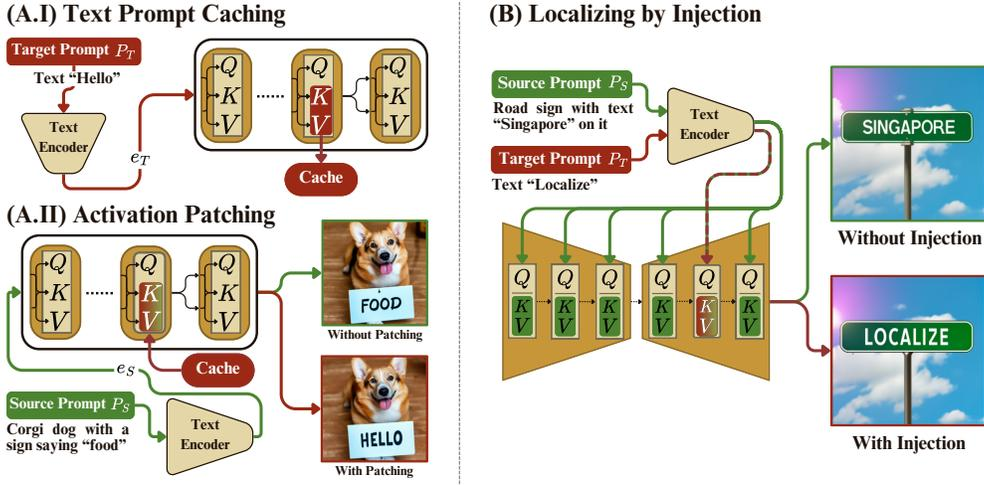 (A.I) Text Prompt Caching
Target Prompt P_T
Text “Hello”
Text
Encoder
e_T
Q
K
V
......
Q
K
V
Q
K
V
Cache
(A.II) Activation Patching
Q
K
V
......
Q
K
V
Q
K
V
Cache
e_S
Source Prompt P_S
Corgi dog with a
sign saying “food”
Text
Encoder
FOOD
Without Patching
HELLO
With Patching
(B) Localizing by Injection
Source Prompt P_S
Road sign with text
“Singapore” on it
Target Prompt P_T
Text “Localize”
Text
Encoder
Q
K
V
Q
K
V
Q
K
V
Q
K
V
Q
K
V
Q
K
V
SINGAPORE
Without Injection
LOCALIZE
With Injection